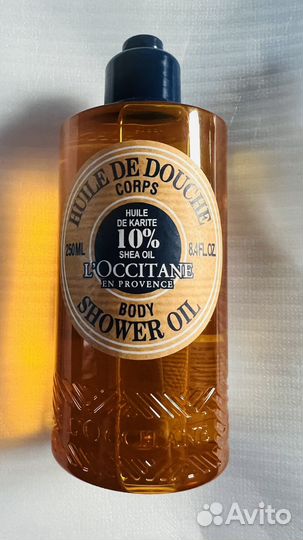 HUILE DE DOUCHE
CORPS
HUILE
DE KARITE
10%
SHEA OIL
250ML
8.4FL.OZ
L'OCCITANE
EN PROVENCE
BODY
SHOWER OIL
L'OCCITANE
Avito